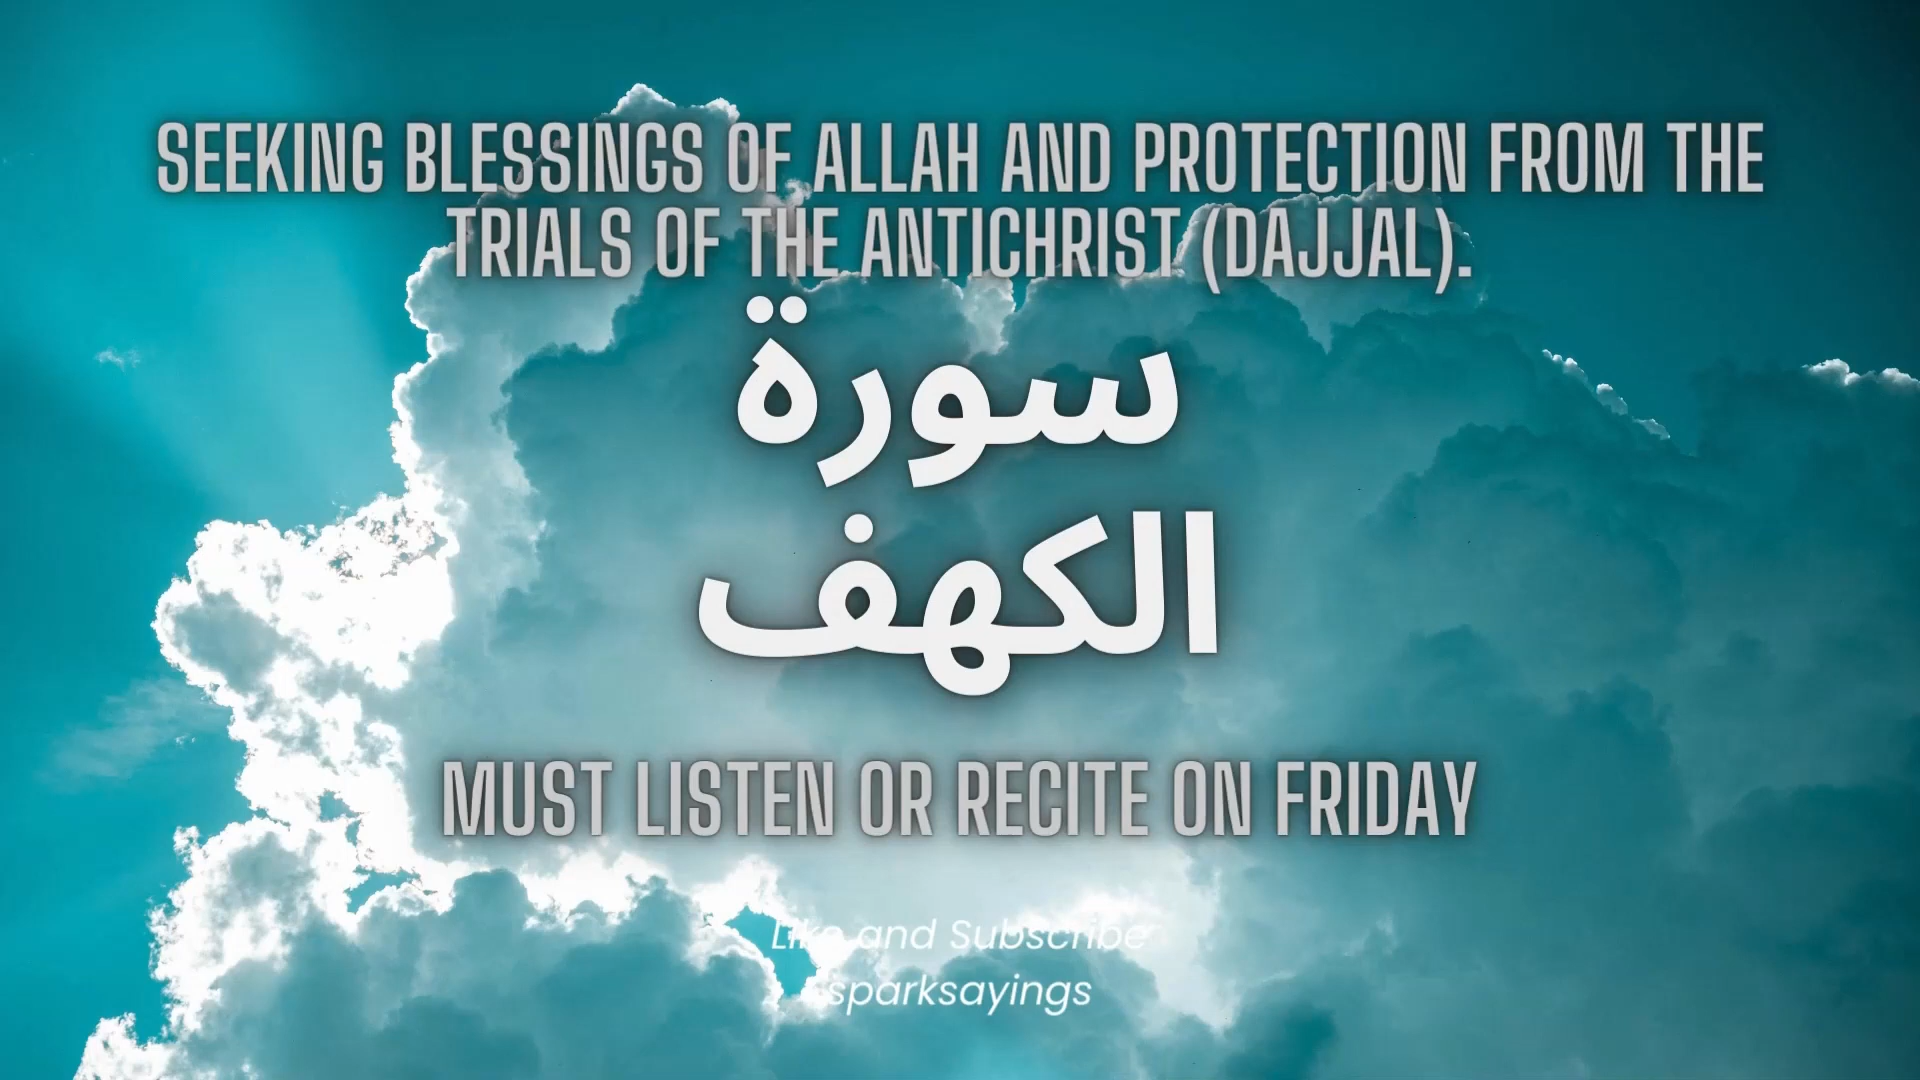 SEEKING BLESSINGS OF ALLAH AND PROTECTION FROM THE
TRIALS OF THE ANTICHRIST (DAJJAL).
سورة
الكهف
MUST LISTEN OR RECITE ON FRIDAY
Like and Subscribe
sparksayings